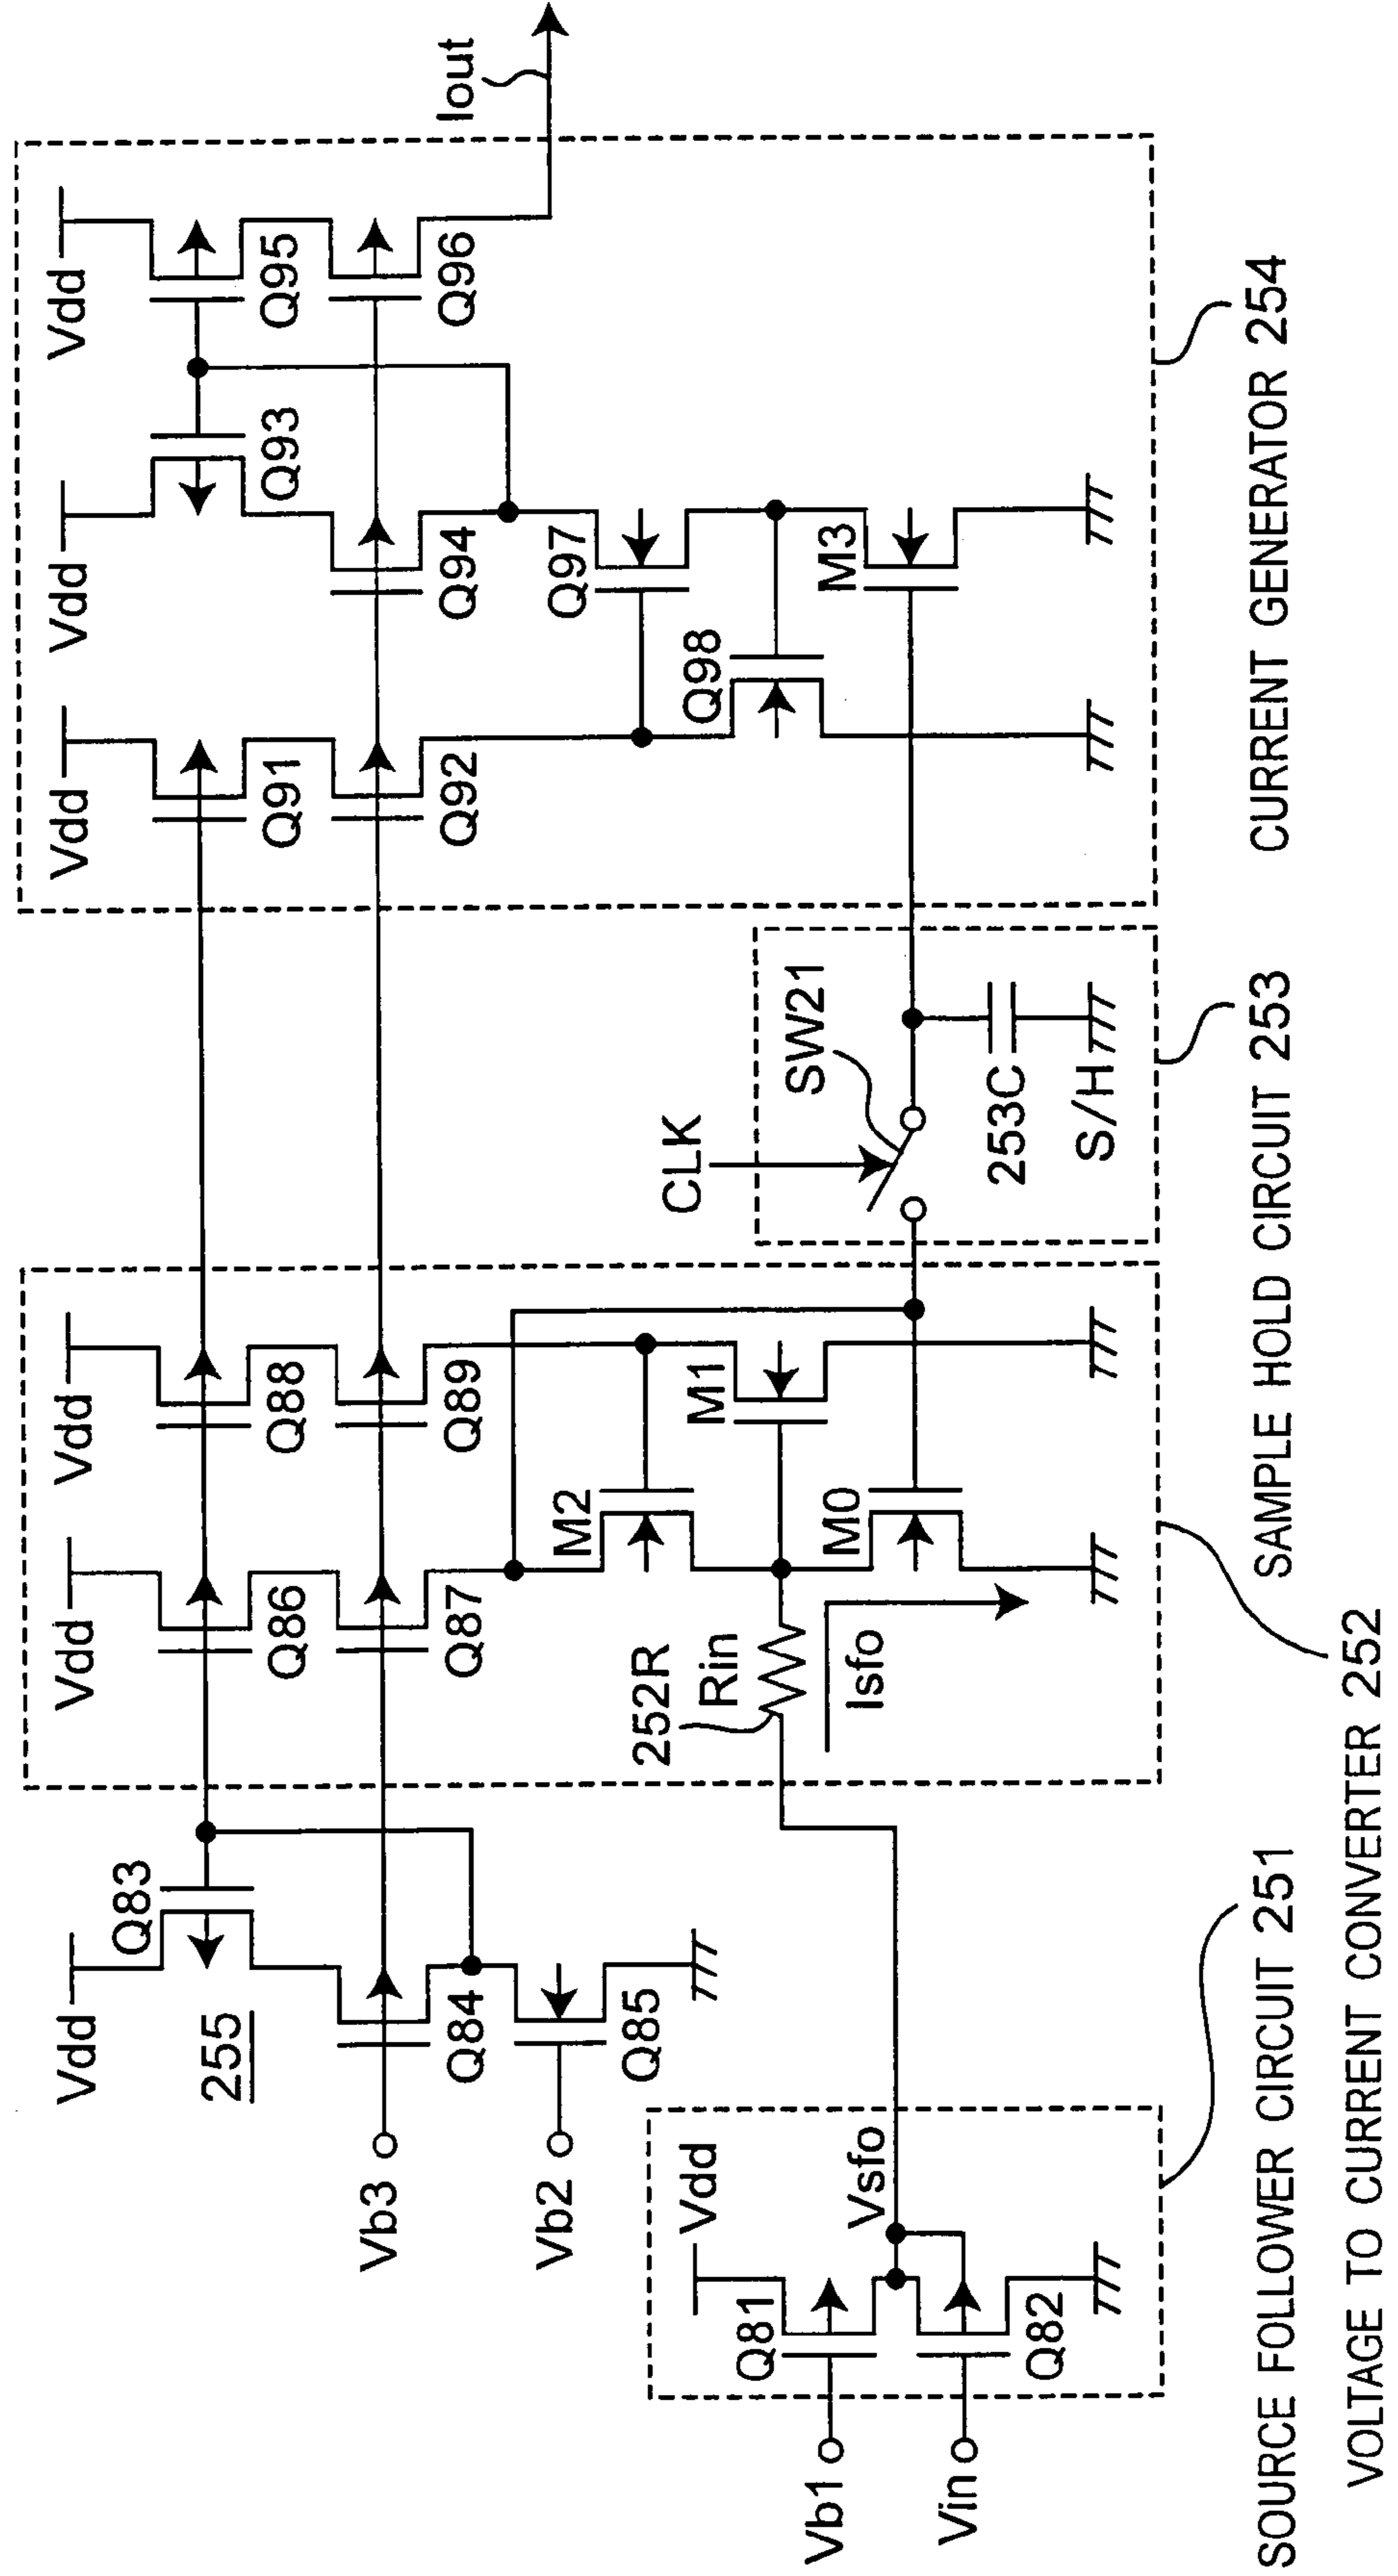 Vdd
Vdd
Vdd
Vdd
Vdd
Vdd
Q83
255
Q84
Q85
Vb3
Vb2
Q86
Q87
Q88
Q89
Q91
Q92
Q93
Q94
Q95
Q96
Iout
Q97
Q98
M3
M2
M1
M0
252R
Rin
Isfo
CLK
SW21
253C
S/H
Vdd
Q81
Q82
Vsfo
Vb1
Vin
SOURCE FOLLOWER CIRCUIT 251
VOLTAGE TO CURRENT CONVERTER 252
SAMPLE HOLD CIRCUIT 253
CURRENT GENERATOR 254